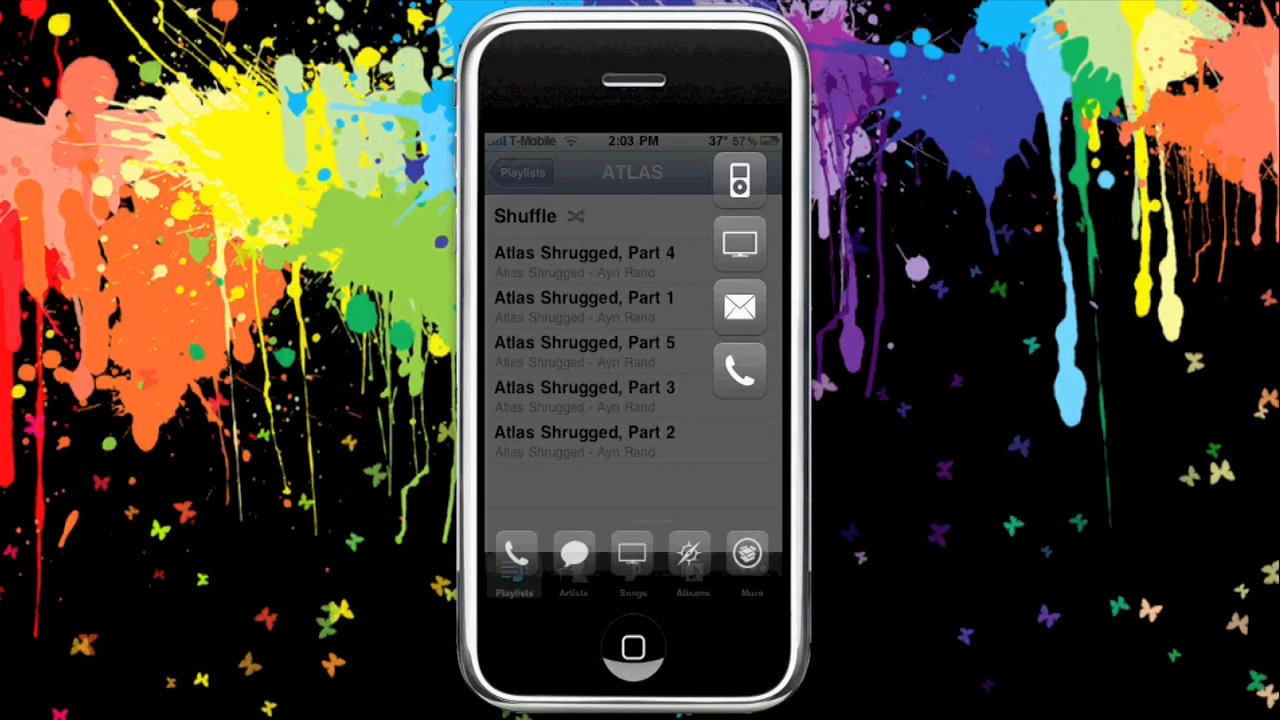 T-Mobile 2:03 PM 37° 57%
Playlists ATLAS
Shuffle
Atlas Shrugged, Part 4
Atlas Shrugged - Ayn Rand
Atlas Shrugged, Part 1
Atlas Shrugged - Ayn Rand
Atlas Shrugged, Part 5
Atlas Shrugged - Ayn Rand
Atlas Shrugged, Part 3
Atlas Shrugged - Ayn Rand
Atlas Shrugged, Part 2
Atlas Shrugged - Ayn Rand
Playlists Artists Songs Albums More